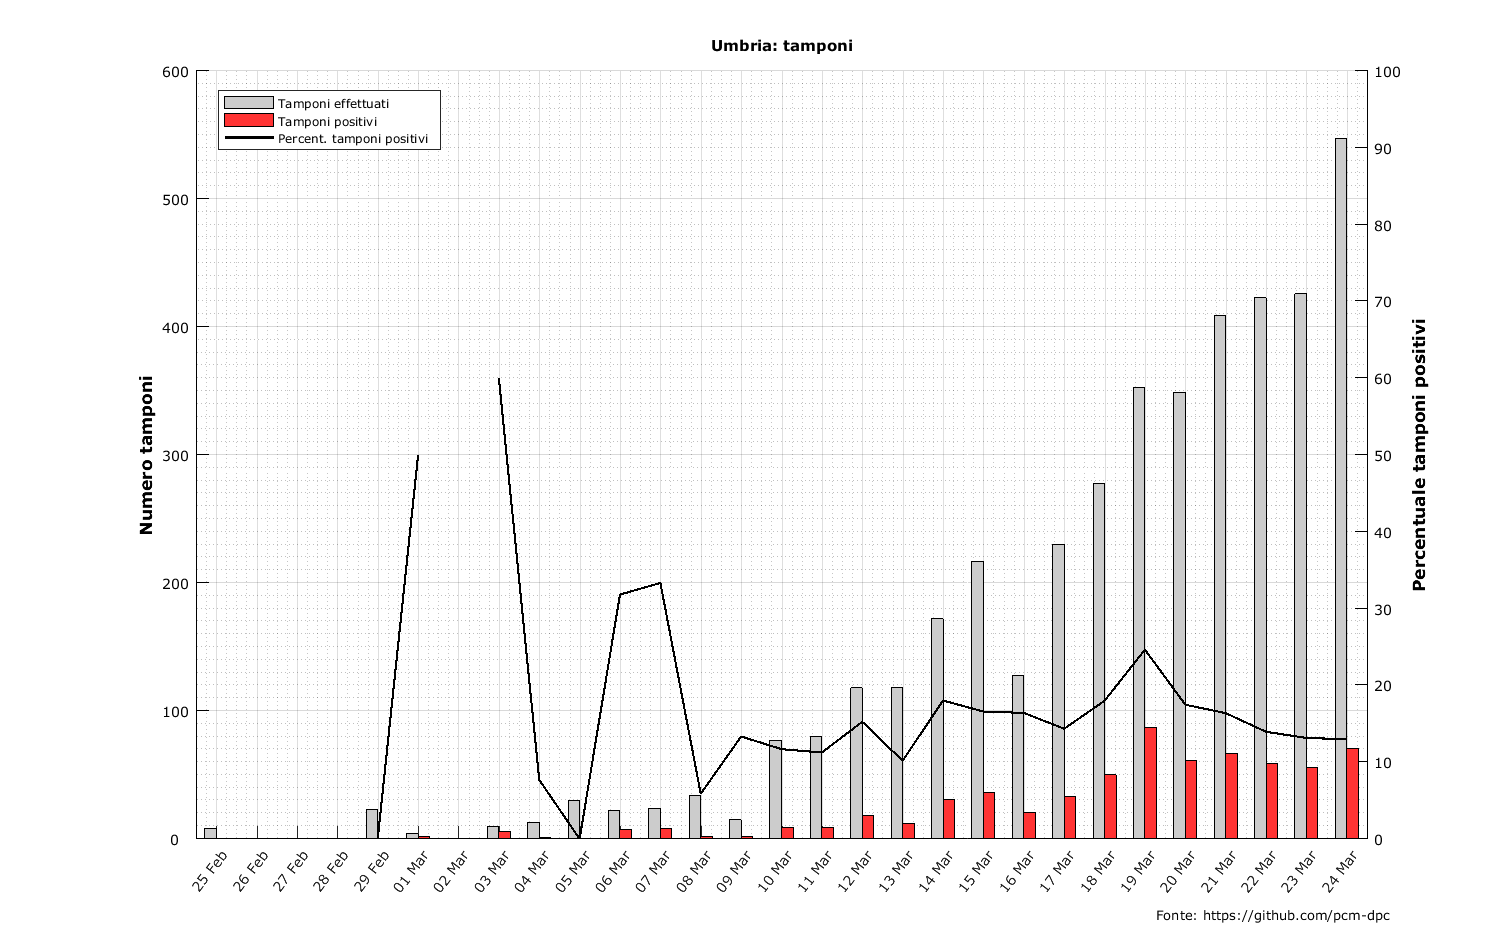 Umbria: tamponi
Tamponi effettuati
Tamponi positivi
Percent. tamponi positivi
Numero tamponi
600
500
400
300
200
100
0
100
90
80
70
60
50
40
30
20
10
0
Percentuale tamponi positivi
25 Feb
26 Feb
27 Feb
28 Feb
29 Feb
01 Mar
02 Mar
03 Mar
04 Mar
05 Mar
06 Mar
07 Mar
08 Mar
09 Mar
10 Mar
11 Mar
12 Mar
13 Mar
14 Mar
15 Mar
16 Mar
17 Mar
18 Mar
19 Mar
20 Mar
21 Mar
22 Mar
23 Mar
24 Mar
Fonte: https://github.com/pcm-dpc